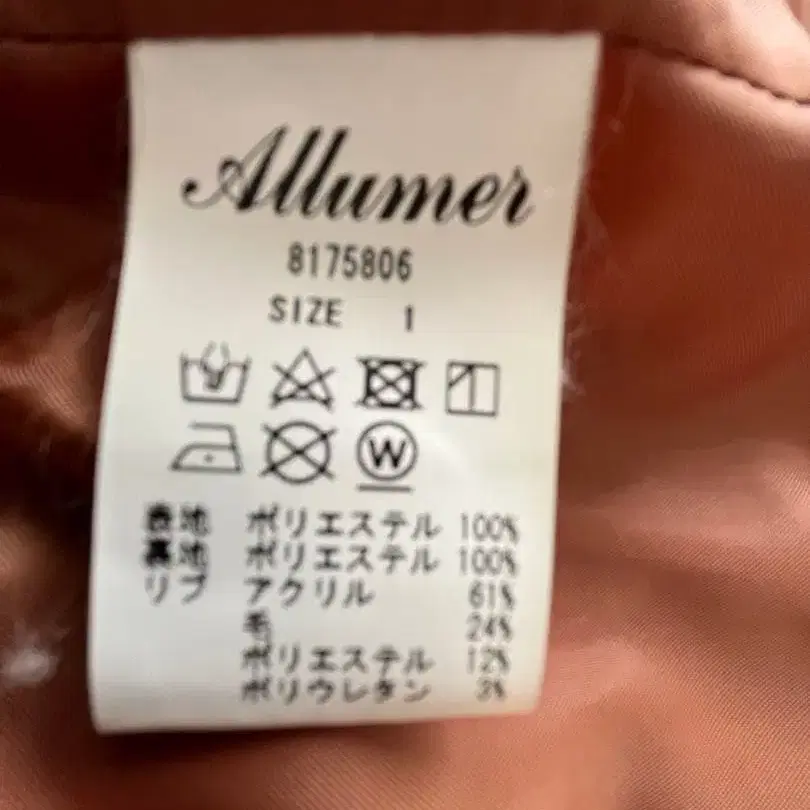 Allumer
8175806
SIZE 1
W
表地 ポリエステル 100%
裏地 ポリエステル 100%
リブ アクリル 61%
毛 24%
ポリエステル 12%
ポリウレタン 3%